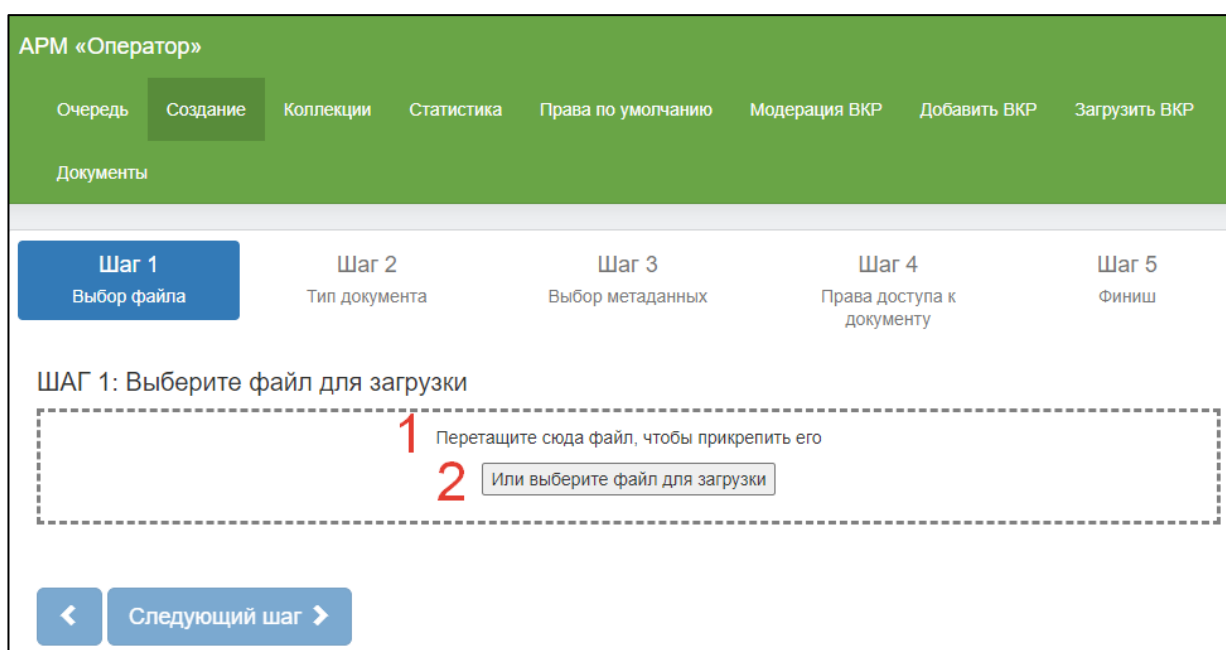 АРМ «Оператор»
Очередь Создание Коллекции Статистика Права по умолчанию Модерация ВКР Добавить ВКР Загрузить ВКР
Документы
Шаг 1 Шаг 2 Шаг 3 Шаг 4 Шаг 5
Выбор файла Тип документа Выбор метаданных Права доступа к Финиш
документу
ШАГ 1: Выберите файл для загрузки
1 Перетащите сюда файл, чтобы прикрепить его
2 Или выберите файл для загрузки
Следующий шаг